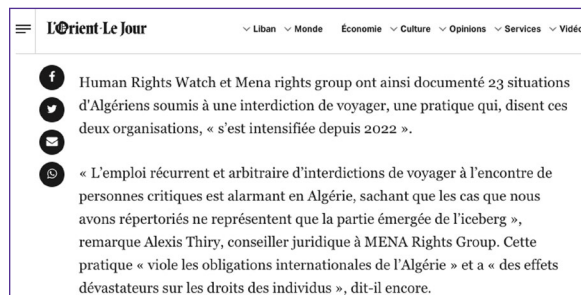 L'Orient-Le Jour
Liban Monde Économie Culture Opinions Services Vidéo
Human Rights Watch et Mena rights group ont ainsi documenté 23 situations
d'Algériens soumis à une interdiction de voyager, une pratique qui, disent ces
deux organisations, « s'est intensifiée depuis 2022 ».
« L'emploi récurrent et arbitraire d'interdictions de voyager à l'encontre de
personnes critiques est alarmant en Algérie, sachant que les cas que nous
avons répertoriés ne représentent que la partie émergée de l'iceberg »,
remarque Alexis Thiry, conseiller juridique à MENA Rights Group. Cette
pratique « viole les obligations internationales de l'Algérie » et a « des effets
dévastateurs sur les droits des individus », dit-il encore.